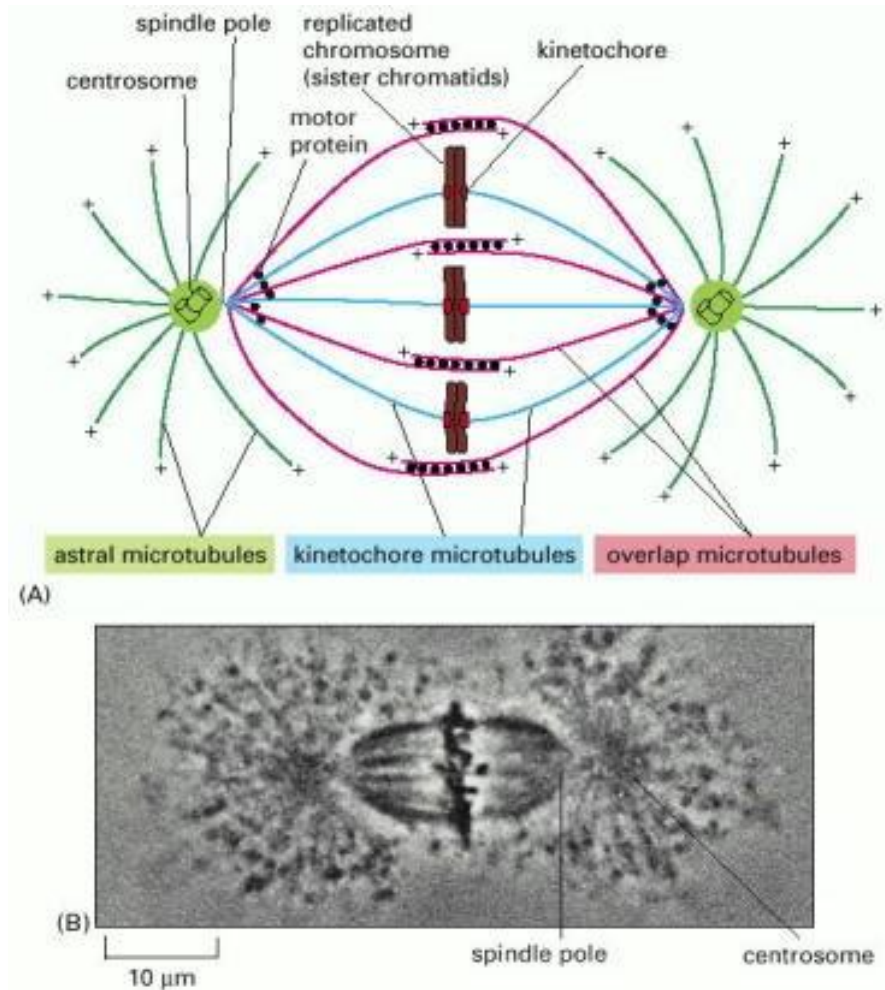 spindle pole
replicated
chromosome
(sister chromatids)
kinetochore
centrosome
motor
protein
+ + + + + + + + + + + + + + + + + + + + + + + +
astral microtubules
kinetochore microtubules
overlap microtubules
(A)
(B)
spindle pole
centrosome
10 μm